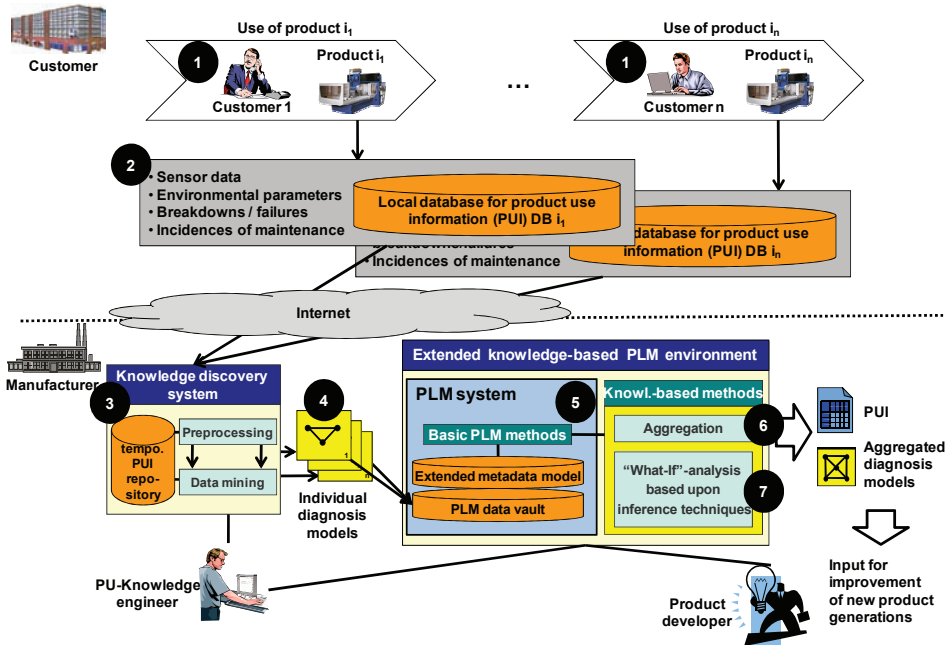 Use of product i1
Use of product in
Customer
1
Product i1
Customer 1
...
1
Product in
Customer n
2
• Sensor data
• Environmental parameters
• Breakdowns / failures
• Incidences of maintenance
Local database for product use
information (PUI) DB i1
database for product use
information (PUI) DB in
• Incidences of maintenance
Internet
Manufacturer
Knowledge discovery
system
3
tempo.
PUI
repo-
sitory
Preprocessing
Data mining
4
1
n
Individual
diagnosis
models
Extended knowledge-based PLM environment
PLM system
5
Basic PLM methods
Extended metadata model
PLM data vault
Knowl.-based methods
Aggregation
6
“What-If”-analysis
based upon
inference techniques
7
PUI
Aggregated
diagnosis
models
Input for
improvement
of new product
generations
PU-Knowledge
engineer
Product
developer